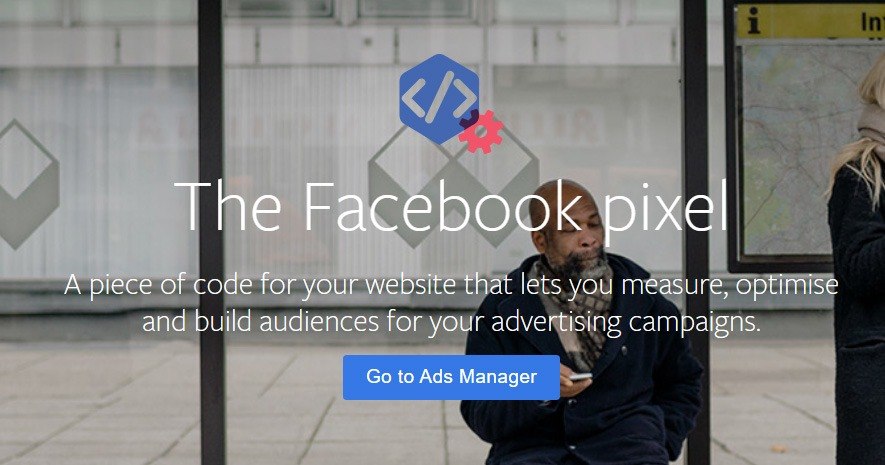 The Facebook pixel
A piece of code for your website that lets you measure, optimise
and build audiences for your advertising campaigns.
Go to Ads Manager